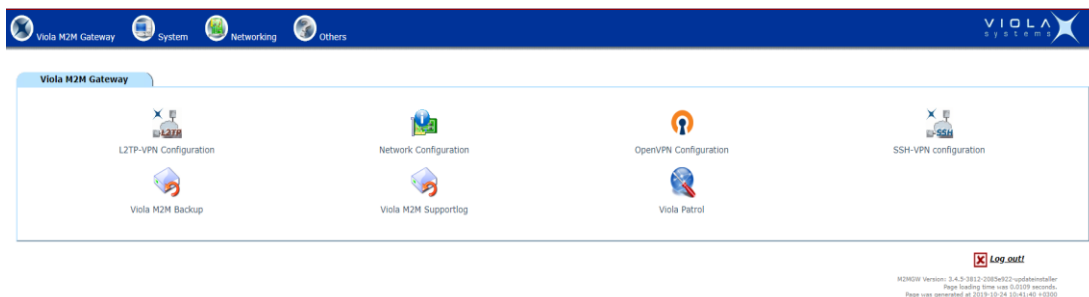 Viola M2M Gateway System Networking Others
VIOLA
systems
Viola M2M Gateway
L2TP-VPN Configuration Network Configuration OpenVPN Configuration SSH-VPN configuration
Viola M2M Backup Viola M2M Supportlog Viola Patrol
Log out!
M2MGW Version: 3.4.5-3812-2085e922-updateinstaller
Page loading time was 0.0109 seconds.
Page was generated at 2019-10-24 10:41:40 +0300